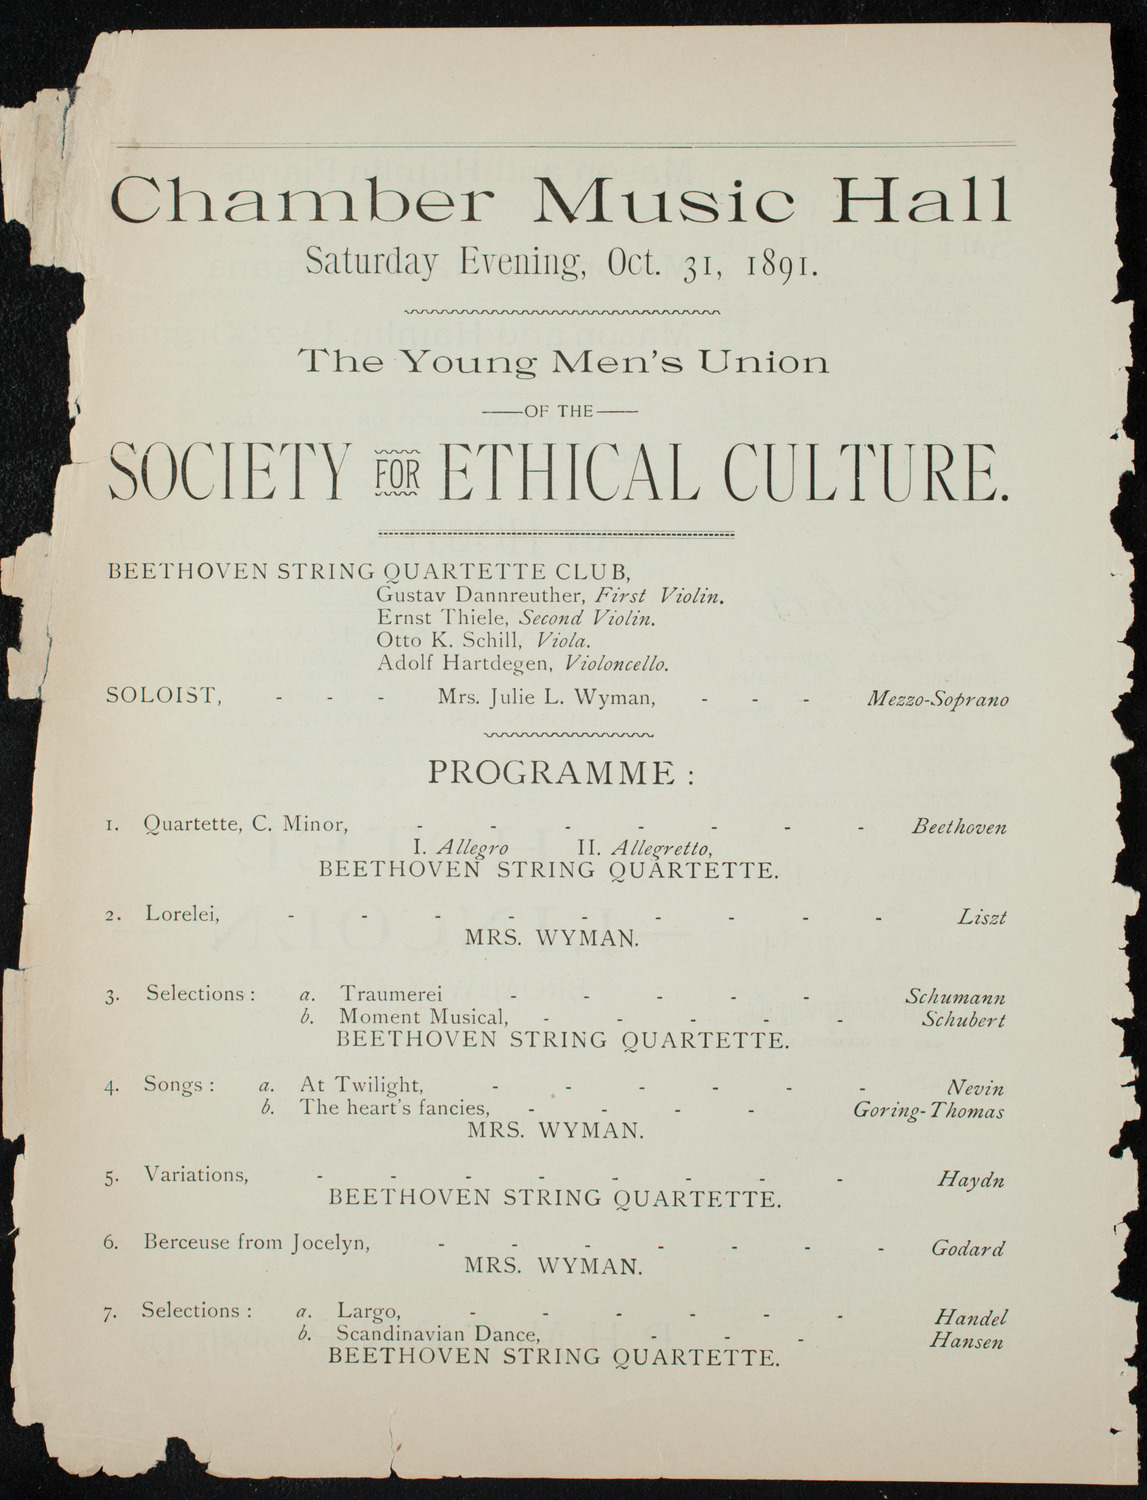 Chamber Music Hall
Saturday Evening, Oct. 31, 1891.
The Young Men's Union
OF THE
SOCIETY FOR ETHICAL CULTURE.
BEETHOVEN STRING QUARTETTE CLUB,
Gustav Dannreuther, First Violin.
Ernst Thiele, Second Violin.
Otto K. Schill, Viola.
Adolf Hartdegen, Violoncello.
SOLOIST, - - - Mrs. Julie L. Wyman, - - - Mezzo-Soprano
PROGRAMME :
1. Quartette, C. Minor, - - - - - - - Beethoven
I. Allegro II. Allegretto,
BEETHOVEN STRING QUARTETTE.
2. Lorelei, - - - - - - - - - Liszt
MRS. WYMAN.
3. Selections : a. Traumerei - - - - - Schumann
b. Moment Musical, - - - - - Schubert
BEETHOVEN STRING QUARTETTE.
4. Songs : a. At Twilight, - - - - - - Nevin
b. The heart's fancies, - - - - Goring-Thomas
MRS. WYMAN.
5. Variations, - - - - - - - - Haydn
BEETHOVEN STRING QUARTETTE.
6. Berceuse from Jocelyn, - - - - - - - Godard
MRS. WYMAN.
7. Selections : a. Largo, - - - - - - Handel
b. Scandinavian Dance, - - - Hansen
BEETHOVEN STRING QUARTETTE.